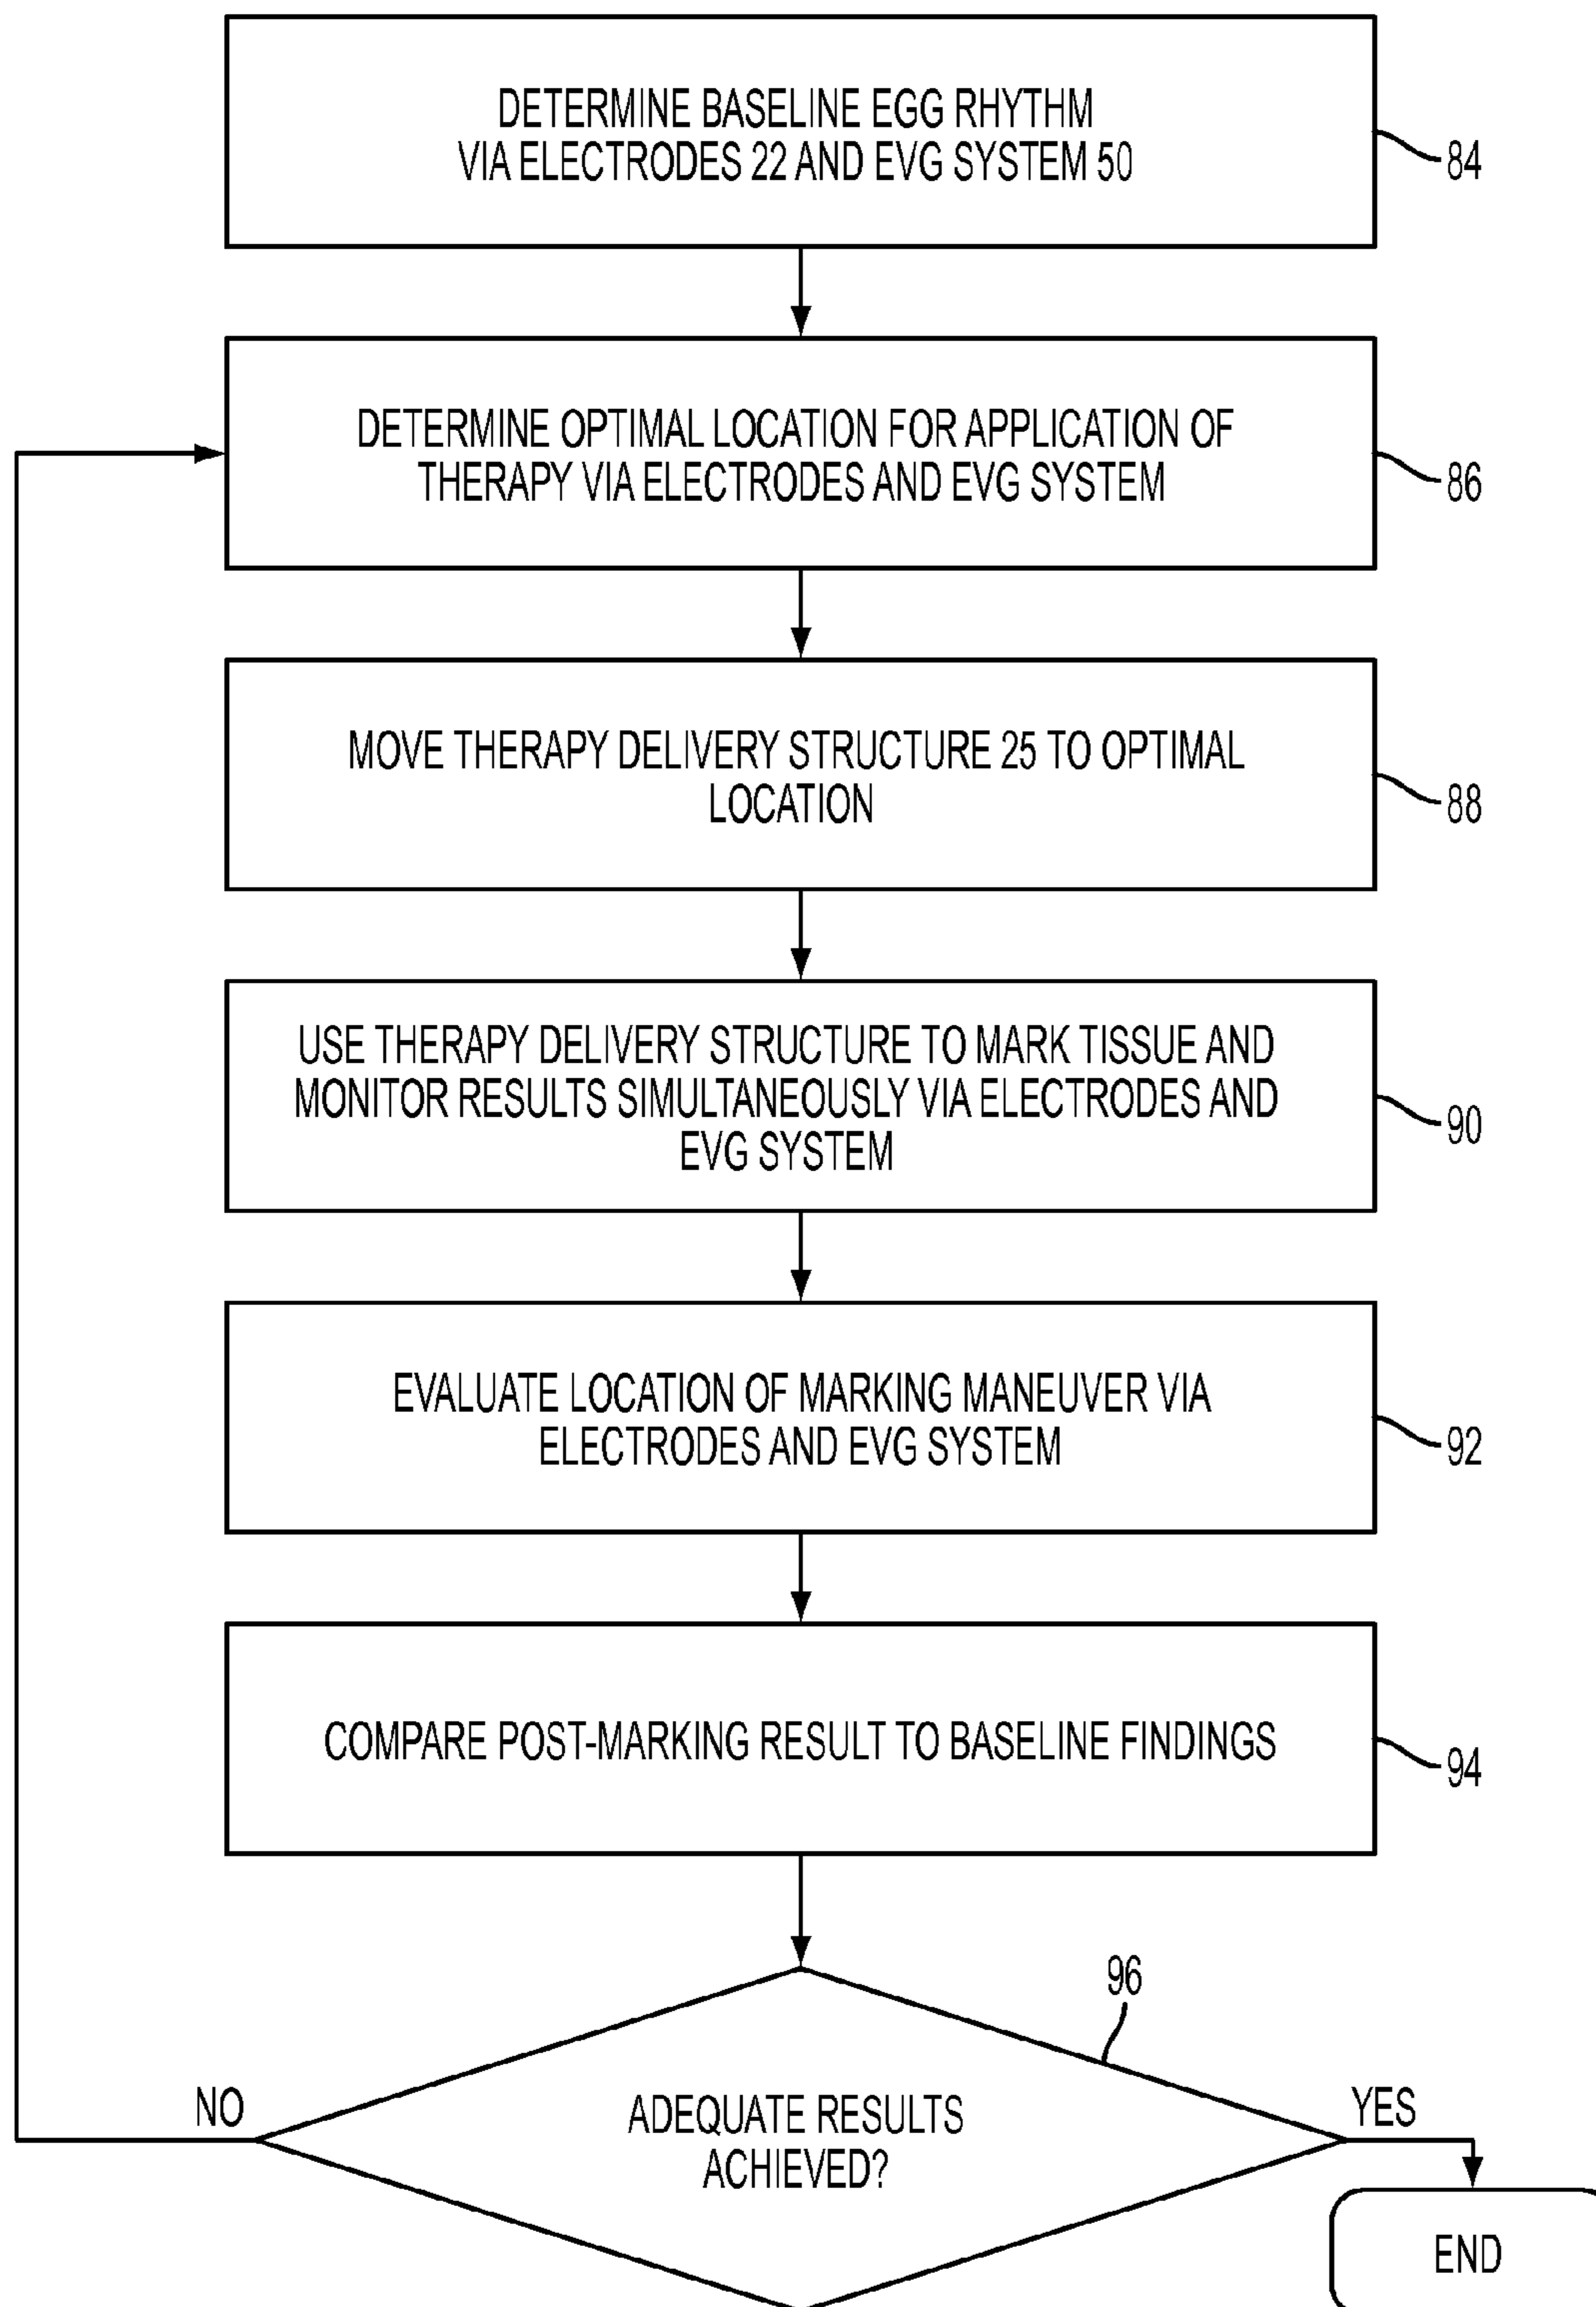 DETERMINE BASELINE EGG RHYTHM
VIA ELECTRODES 22 AND EVG SYSTEM 50
84
DETERMINE OPTIMAL LOCATION FOR APPLICATION OF
THERAPY VIA ELECTRODES AND EVG SYSTEM
86
MOVE THERAPY DELIVERY STRUCTURE 25 TO OPTIMAL
LOCATION
88
USE THERAPY DELIVERY STRUCTURE TO MARK TISSUE AND
MONITOR RESULTS SIMULTANEOUSLY VIA ELECTRODES AND
EVG SYSTEM
90
EVALUATE LOCATION OF MARKING MANEUVER VIA
ELECTRODES AND EVG SYSTEM
92
COMPARE POST-MARKING RESULT TO BASELINE FINDINGS
94
96
NO
ADEQUATE RESULTS
ACHIEVED?
YES
END